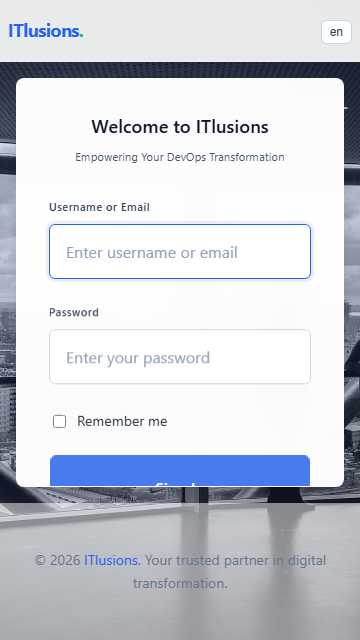 ITlusions.
en
Welcome to ITlusions
Empowering Your DevOps Transformation
Username or Email
Enter username or email
Password
Enter your password
Remember me
© 2026 ITlusions. Your trusted partner in digital
transformation.